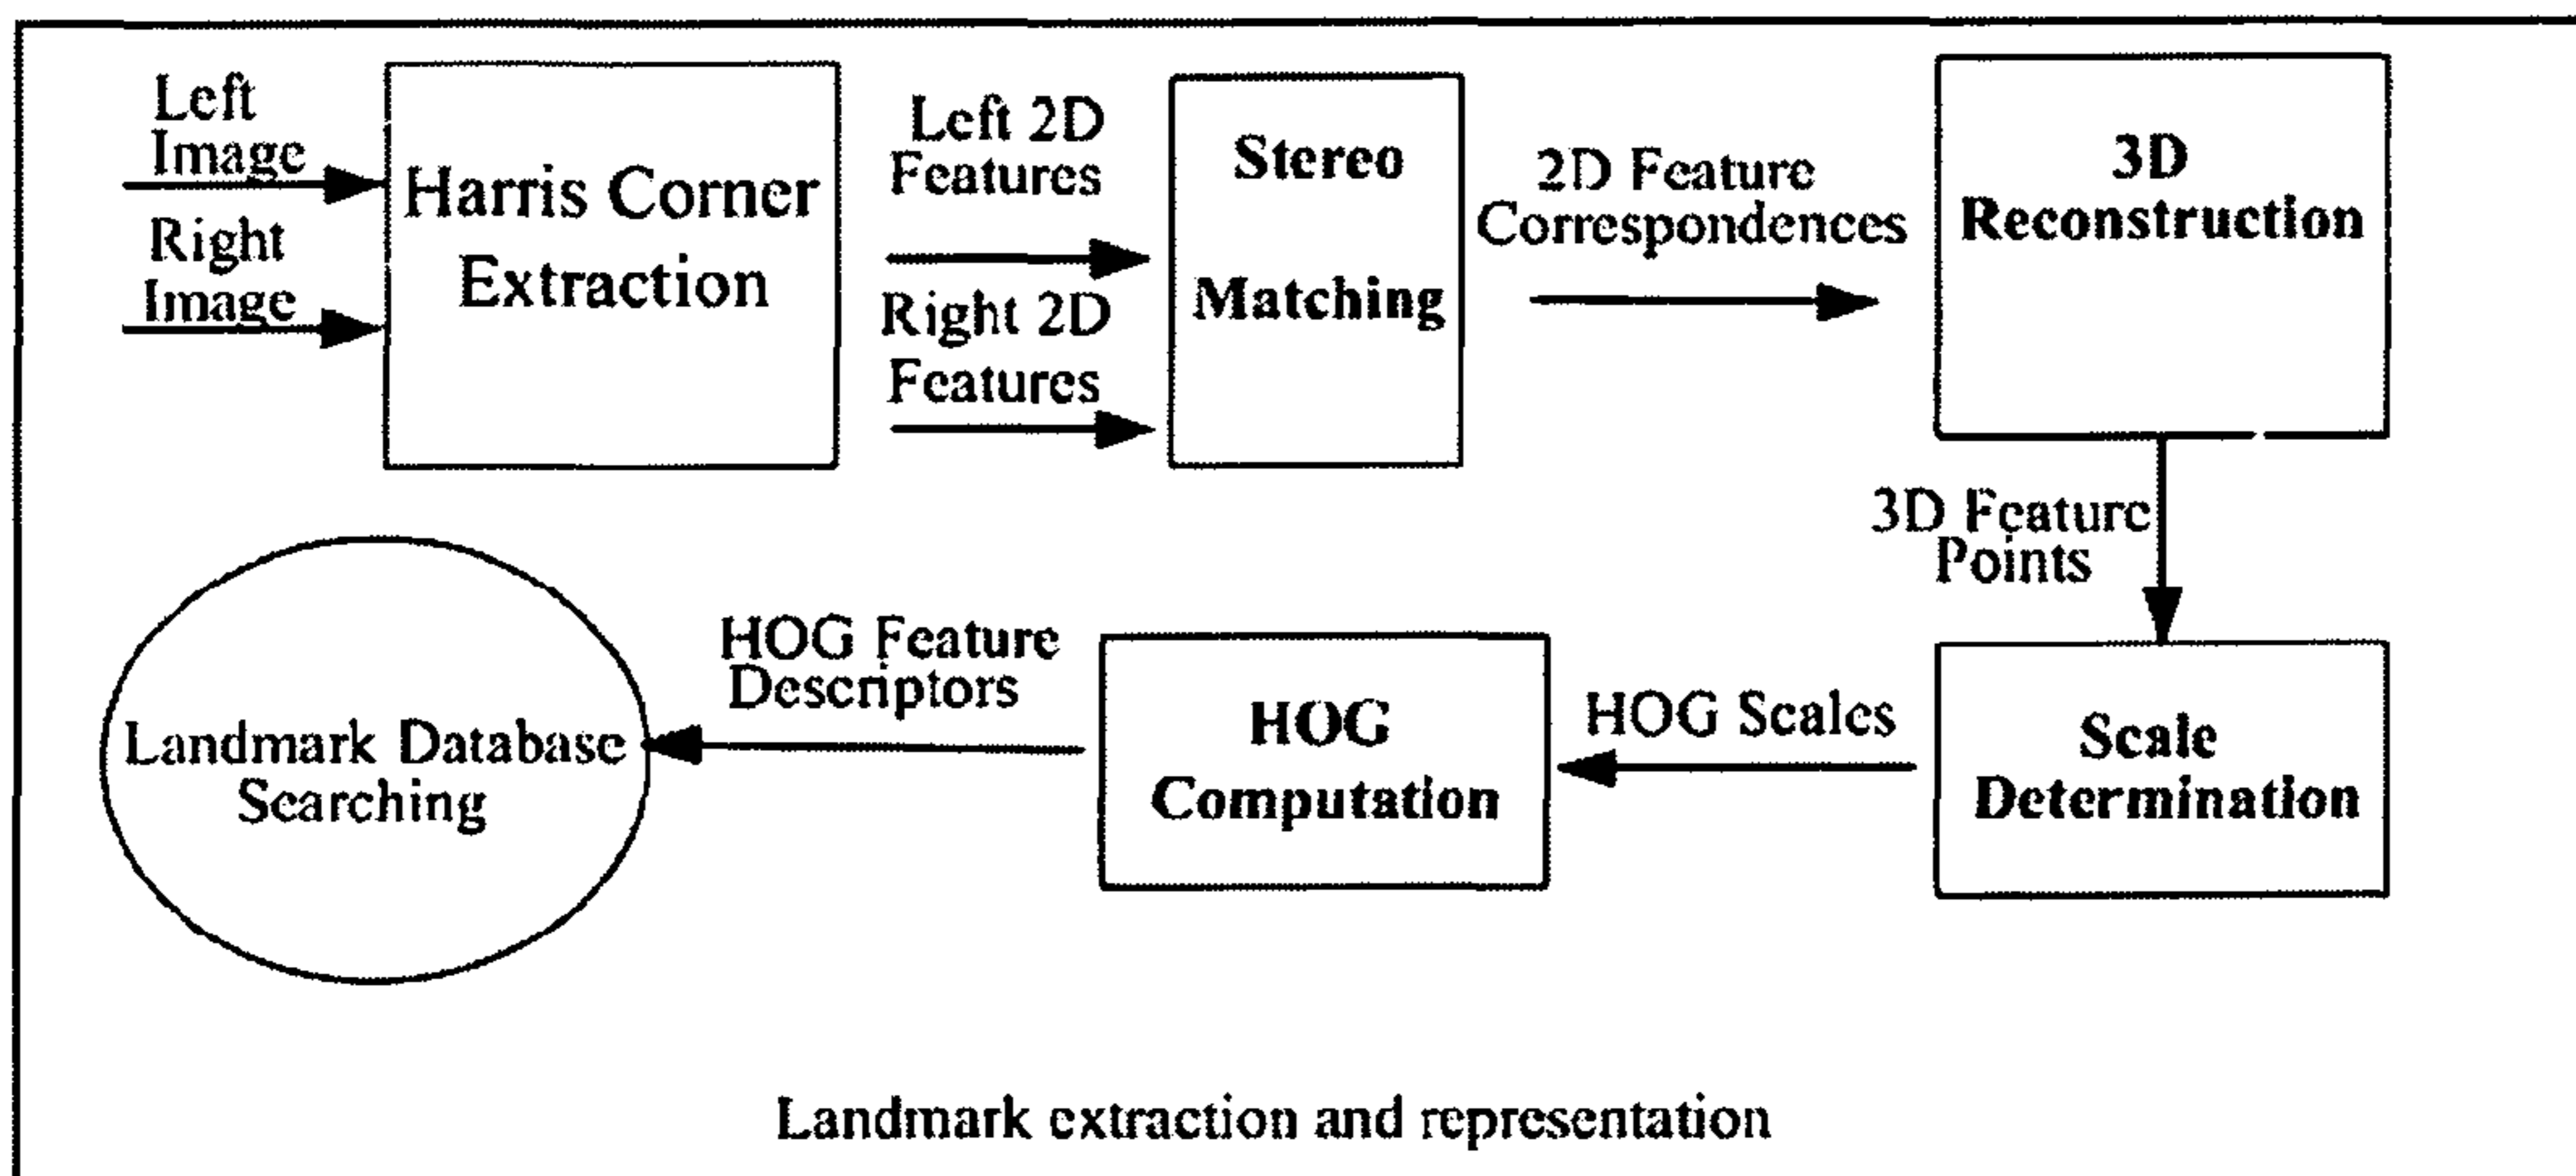 Left
Image
Right
Image
Harris Corner
Extraction
Left 2D
Features
Right 2D
Features
Stereo
Matching
2D Feature
Correspondences
3D
Reconstruction
3D Feature
Points
Scale
Determination
HOG Scales
HOG
Computation
HOG Feature
Descriptors
Landmark Database
Searching
Landmark extraction and representation